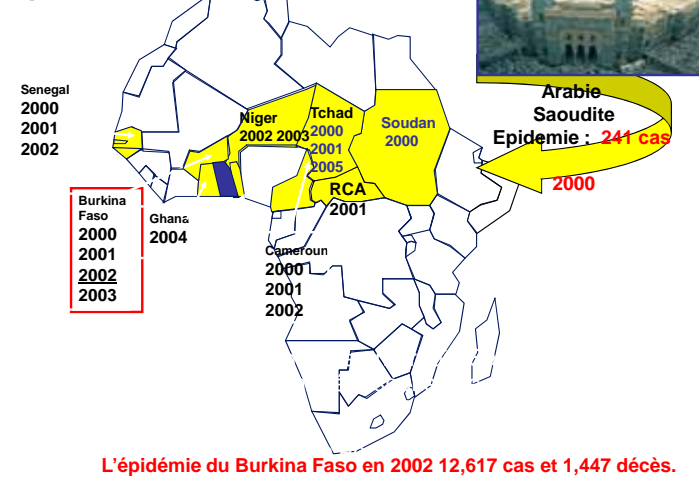 Senegal
2000
2001
2002
Niger
2002 2003
Tchad
2000
2001
2005
Soudan
2000
Arabie
Saoudite
Epidemie : 241 cas
2000
RCA
2001
Burkina
Faso
2000
2001
2002
2003
Ghana
2004
Cameroun
2000
2001
2002
L'épidémie du Burkina Faso en 2002 12,617 cas et 1,447 décès.